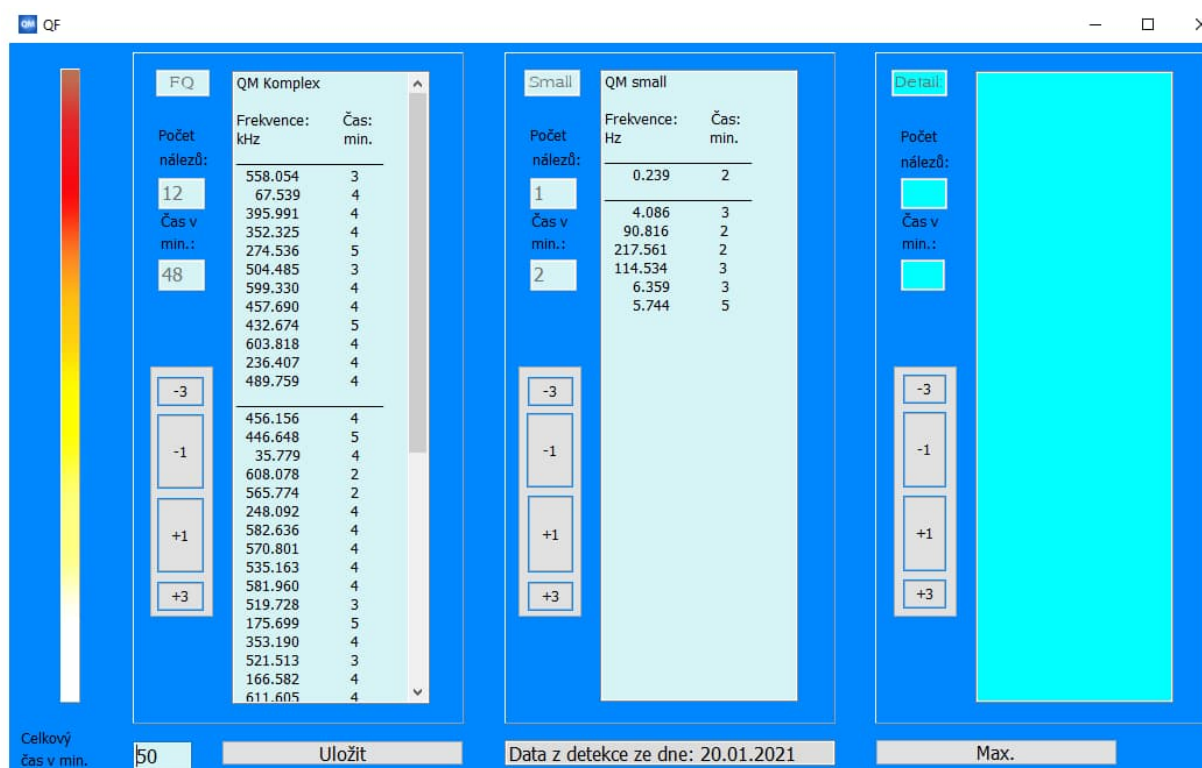 QM QF
FQ
Počet
nálezů:
12
Čas v
min.:
48
-3
-1
+1
+3
QM Komplex
Frekvence: Čas:
kHz min.
558.054 3
67.539 4
395.991 4
352.325 4
274.536 5
504.485 3
599.330 4
457.690 4
432.674 5
603.818 4
236.407 4
489.759 4
456.156 4
446.648 5
35.779 4
608.078 2
565.774 2
248.092 4
582.636 4
570.801 4
535.163 4
581.960 4
519.728 3
175.699 5
353.190 4
521.513 3
166.582 4
611.605 4
Small
Počet
nálezů:
1
Čas v
min.:
2
-3
-1
+1
+3
QM small
Frekvence: Čas:
Hz min.
0.239 2
4.086 3
90.816 2
217.561 2
114.534 3
6.359 3
5.744 5
Detail:
Počet
nálezů:
Čas v
min.:
-3
-1
+1
+3
Celkový
čas v min.
50
Uložit
Data z detekce ze dne: 20.01.2021
Max.